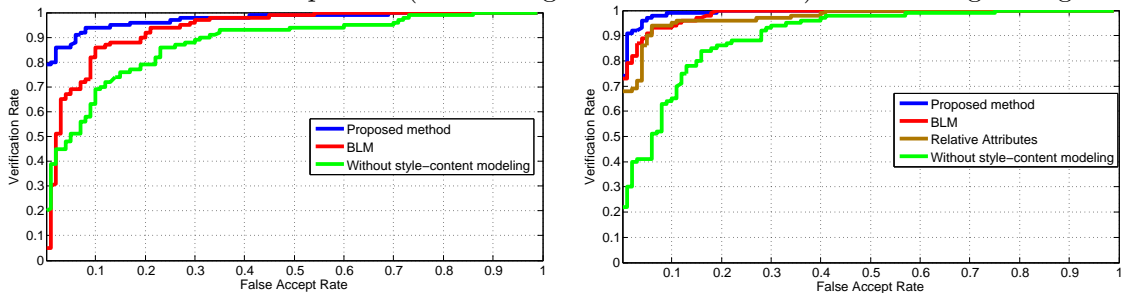 1
0.9
0.8
0.7
0.6
0.5
0.4
0.3
0.2
0.1
0
Verification Rate
Proposed method
BLM
Without style-content modeling
0.1 0.2 0.3 0.4 0.5 0.6 0.7 0.8 0.9 1
False Accept Rate
1
0.9
0.8
0.7
0.6
0.5
0.4
0.3
0.2
0.1
0
Verification Rate
Proposed method
BLM
Relative Attributes
Without style-content modeling
0.1 0.2 0.3 0.4 0.5 0.6 0.7 0.8 0.9 1
False Accept Rate